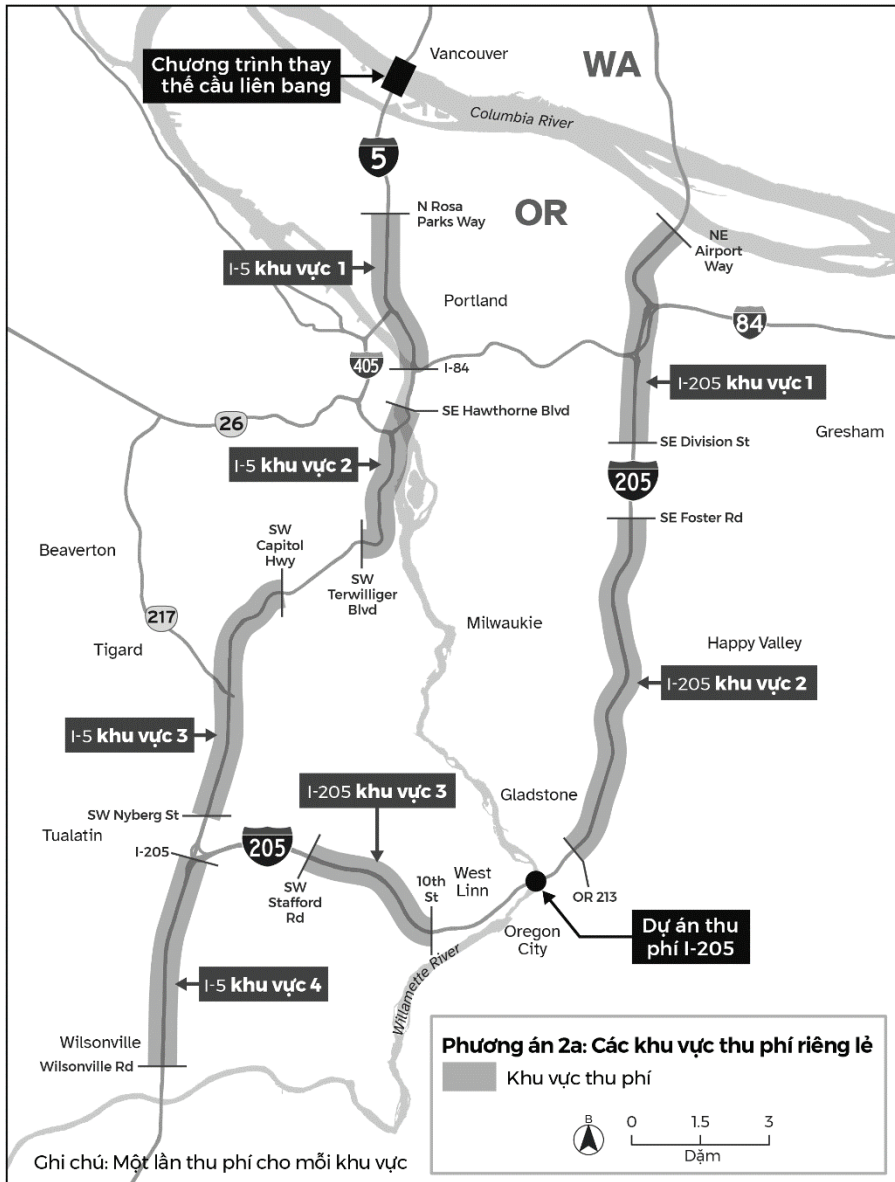 Vancouver
Chương trình thay
thế cầu liên bang
WA
Columbia River
5
N Rosa
Parks Way
OR
NE
Airport
Way
I-5 khu vực 1
Portland
84
405
I-84
I-205 khu vực 1
SE Hawthorne Blvd
26
Gresham
SE Division St
I-5 khu vực 2
205
SE Foster Rd
Beaverton
SW
Capitol
Hwy
SW
Terwilliger
Blvd
217
Milwaukie
Tigard
Happy Valley
I-205 khu vực 2
I-5 khu vực 3
I-205 khu vực 3
Gladstone
SW Nyberg St
Tualatin
I-205
205
SW
Stafford
Rd
10th
St
West
Linn
OR 213
Oregon
City
Dự án thu
phí I-205
Willamette River
I-5 khu vực 4
Wilsonville
Wilsonville Rd
Phương án 2a: Các khu vực thu phí riêng lẻ
Khu vực thu phí
B
0 1.5 3
Dặm
Ghi chú: Một lần thu phí cho mỗi khu vực